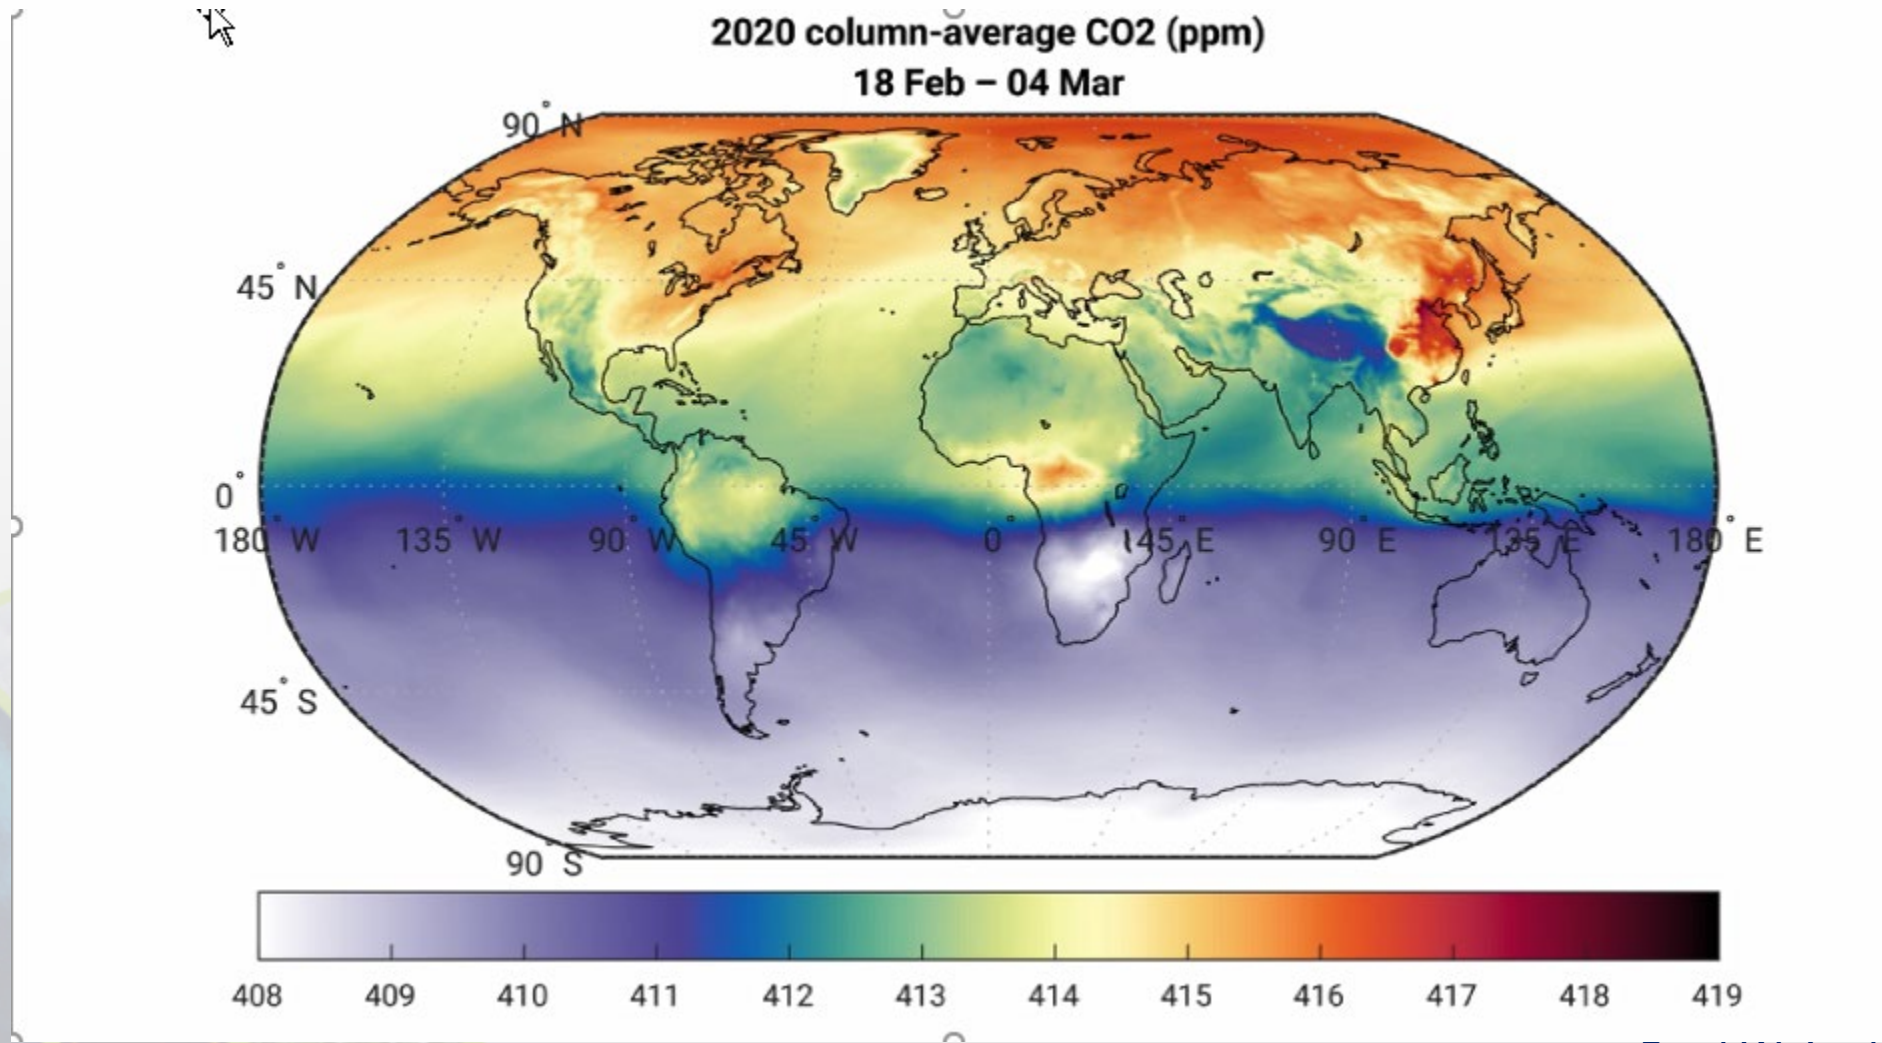 2020 column-average CO2 (ppm)
18 Feb – 04 Mar
90° N
45° N
0°
180° W 135° W 90° W 45° W 0° 45° E 90° E 135° E 180° E
45° S
90° S
408 409 410 411 412 413 414 415 416 417 418 419